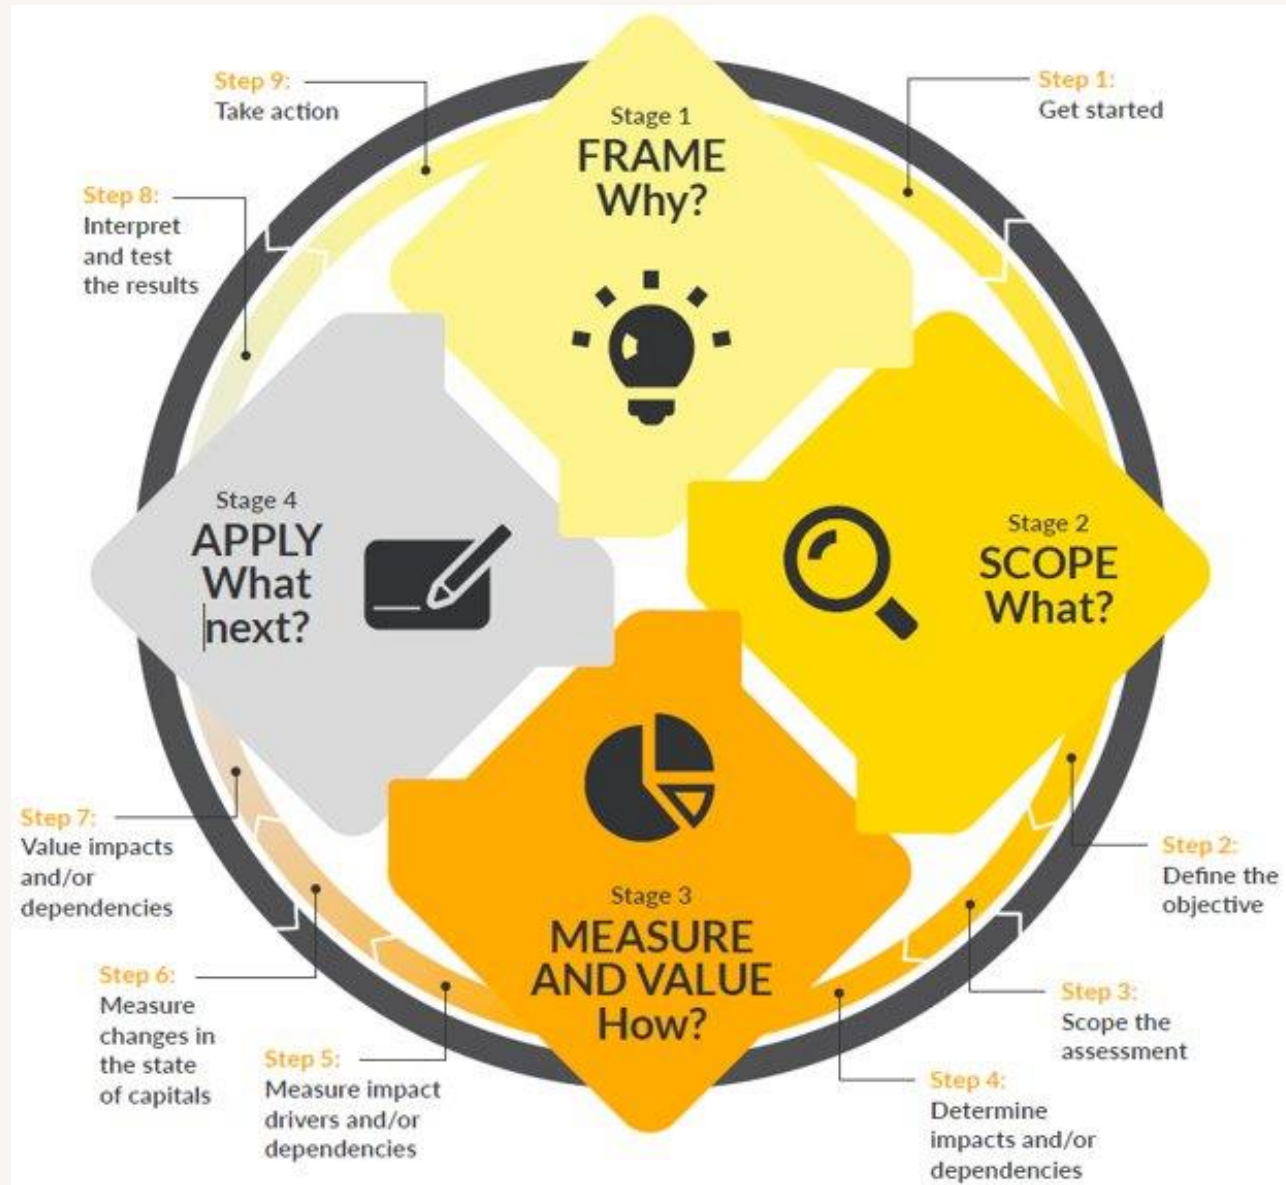 Stage 1
FRAME
Why?
Step 1:
Get started
Stage 2
SCOPE
What?
Step 2:
Define the
objective
Step 3:
Scope the
assessment
Step 4:
Determine
impacts and/or
dependencies
Stage 3
MEASURE
AND VALUE
How?
Step 5:
Measure impact
drivers and/or
dependencies
Step 6:
Measure
changes in
the state
of capitals
Step 7:
Value impacts
and/or
dependencies
Stage 4
APPLY
What
next?
Step 8:
Interpret
and test
the results
Step 9:
Take action